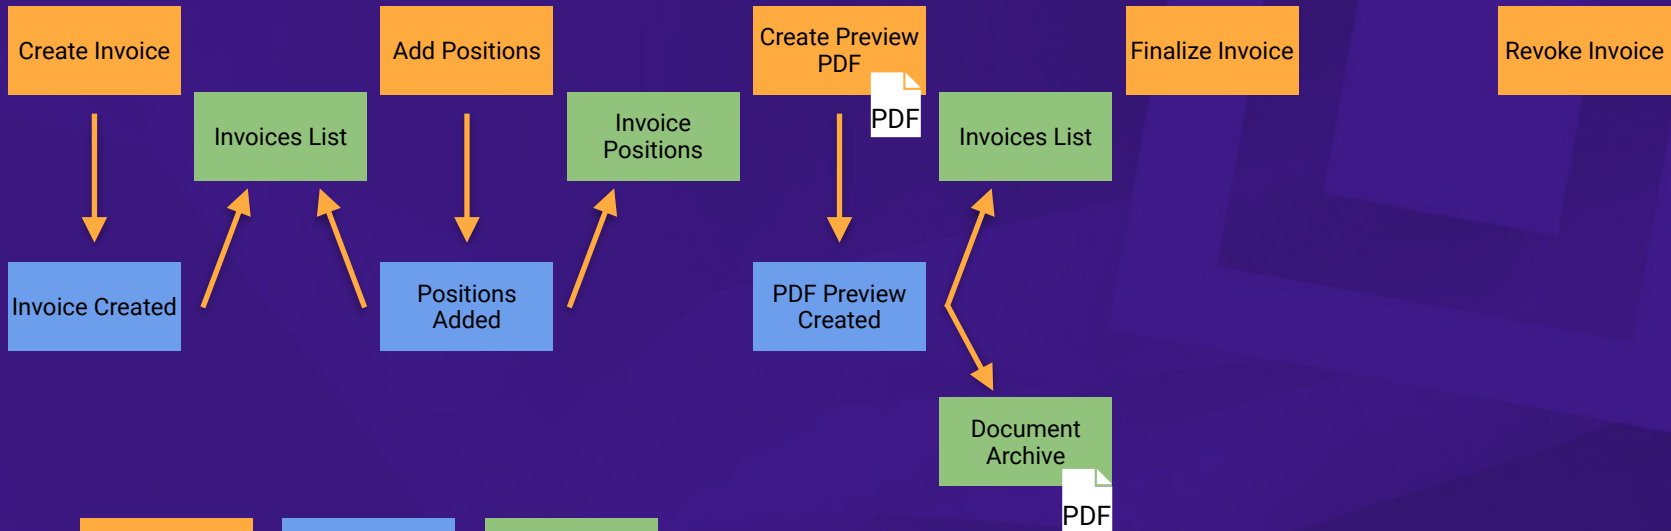 Create Invoice
Add Positions
Create Preview
PDF
PDF
Finalize Invoice
Revoke Invoice
Invoices List
Invoice
Positions
Invoices List
Invoice Created
Positions
Added
PDF Preview
Created
Document
Archive
PDF